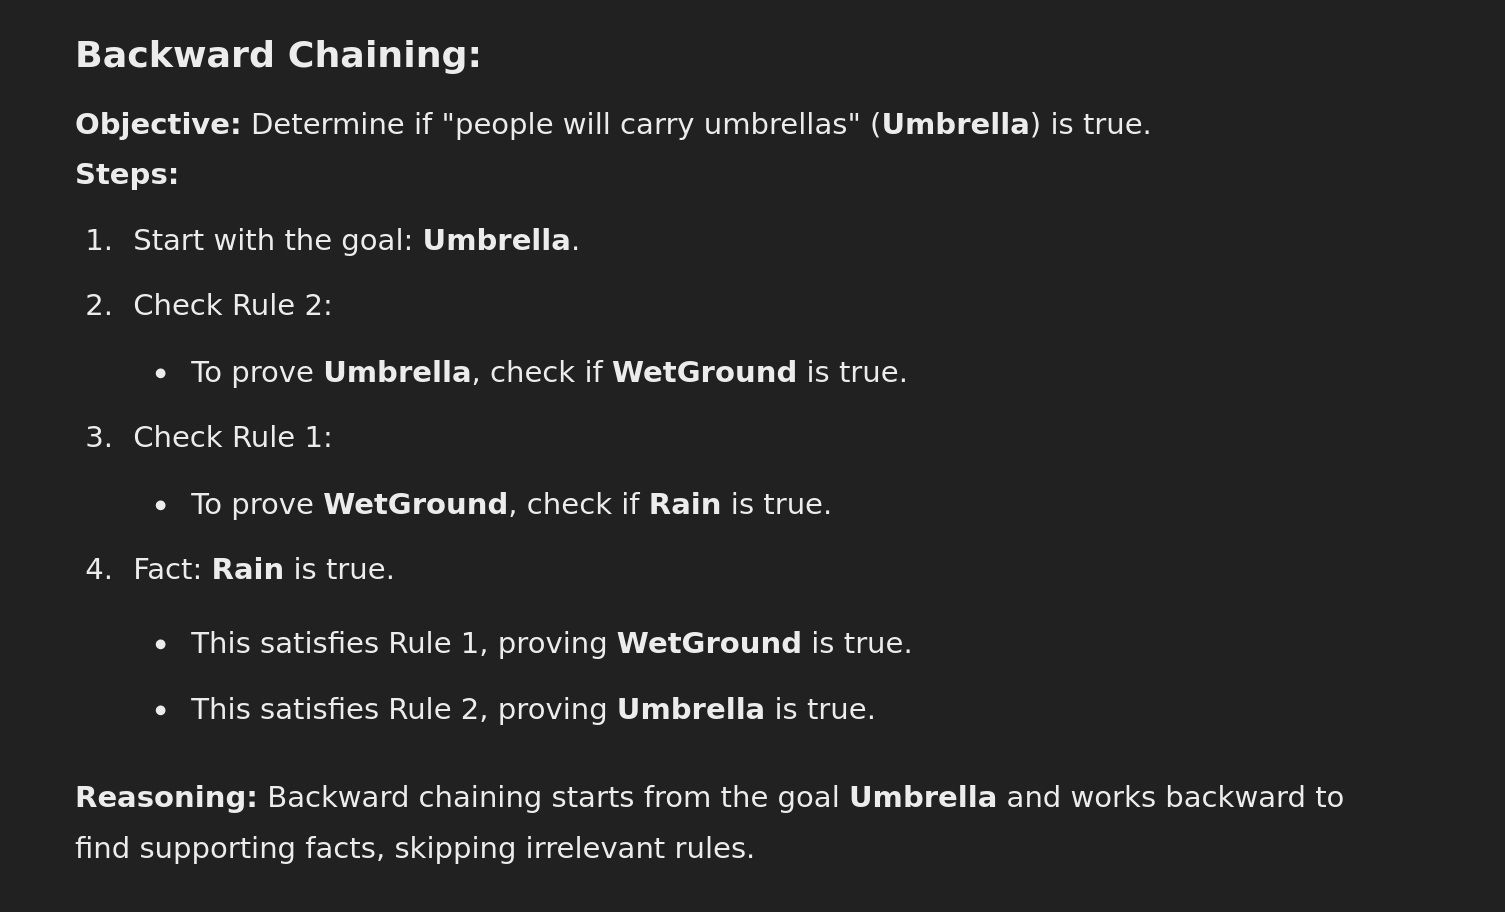 Backward Chaining:
Objective: Determine if "people will carry umbrellas" (Umbrella) is true.
Steps:
1. Start with the goal: Umbrella.
2. Check Rule 2:
• To prove Umbrella, check if WetGround is true.
3. Check Rule 1:
• To prove WetGround, check if Rain is true.
4. Fact: Rain is true.
• This satisfies Rule 1, proving WetGround is true.
• This satisfies Rule 2, proving Umbrella is true.
Reasoning: Backward chaining starts from the goal Umbrella and works backward to
find supporting facts, skipping irrelevant rules.